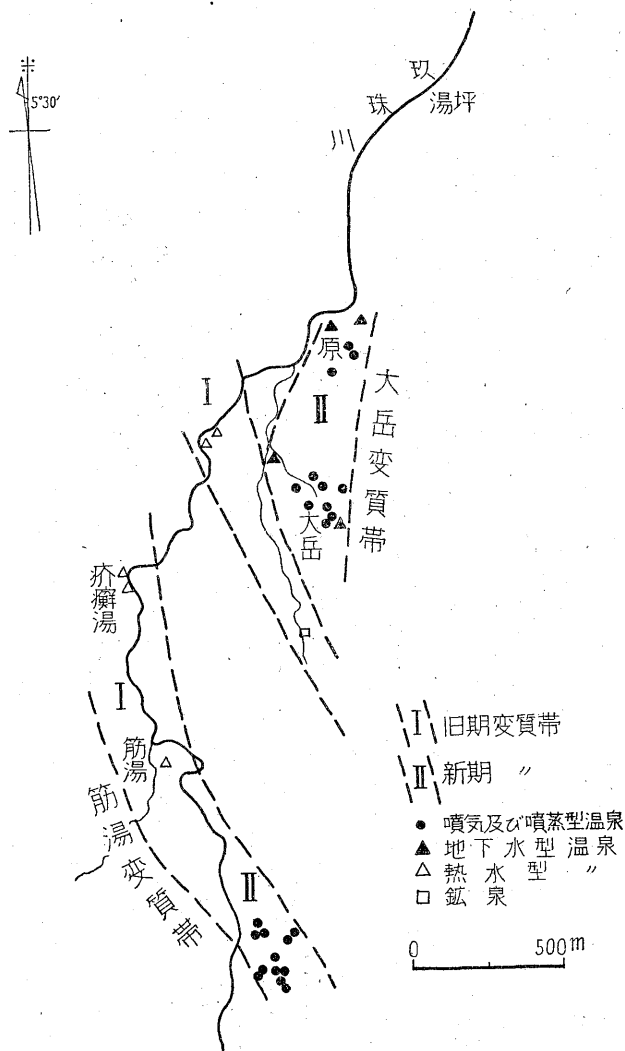 5°30′
玖珠川
湯坪
原
I
II
大岳変質帯
大岳
疥癬湯
I
筋湯
筋湯変質帯
II
I 旧期変質帯
II 新期 〃
噴気及び噴蒸型温泉
地下水型温泉
熱水型 〃
鉱泉
0 500m